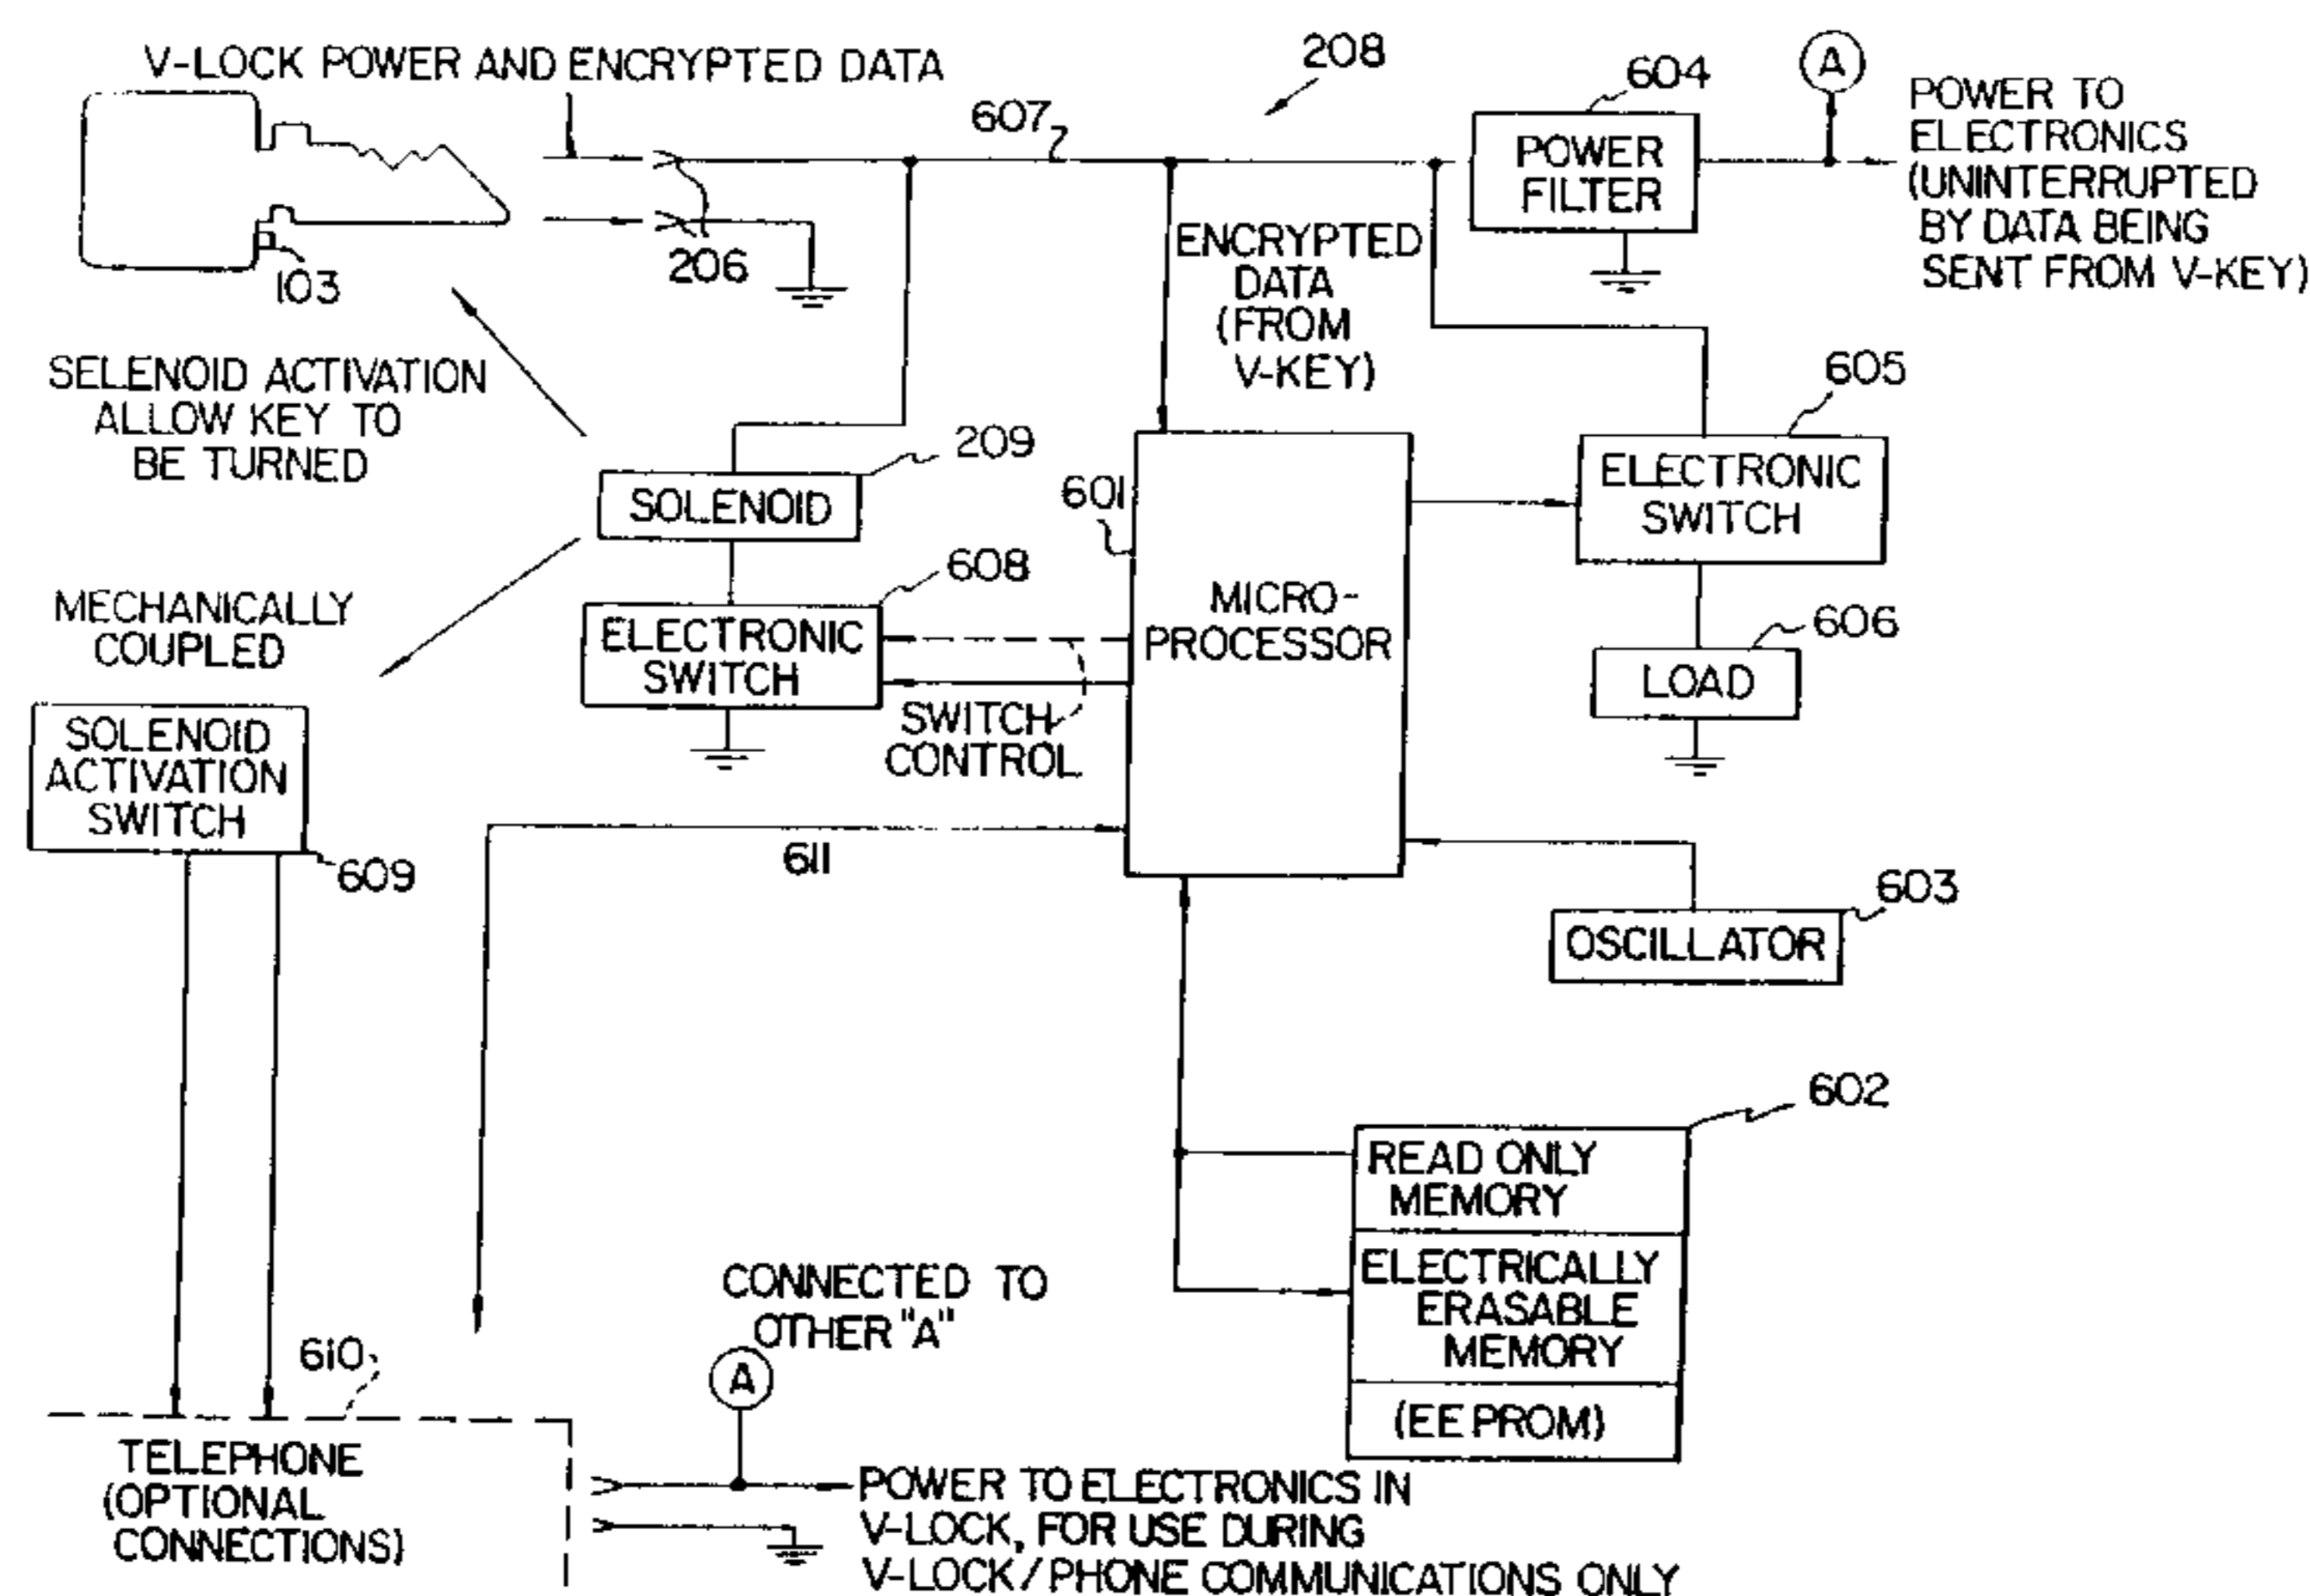 V-LOCK POWER AND ENCRYPTED DATA
208
604
A
POWER TO
ELECTRONICS
(UNINTERRUPTED
BY DATA BEING
SENT FROM V-KEY)
607
POWER
FILTER
103
206
ENCRYPTED
DATA
(FROM
V-KEY)
SELENOID ACTIVATION
ALLOW KEY TO
BE TURNED
605
209
ELECTRONIC
SWITCH
SOLENOID
601
608
MECHANICALLY
COUPLED
ELECTRONIC
SWITCH
MICRO-
PROCESSOR
606
LOAD
SWITCH
CONTROL
SOLENOID
ACTIVATION
SWITCH
609
611
603
OSCILLATOR
602
READ ONLY
MEMORY
ELECTRICALLY
ERASABLE
MEMORY
(EE PROM)
CONNECTED TO
OTHER "A"
A
610
TELEPHONE
(OPTIONAL
CONNECTIONS)
POWER TO ELECTRONICS IN
V-LOCK, FOR USE DURING
V-LOCK/PHONE COMMUNICATIONS ONLY